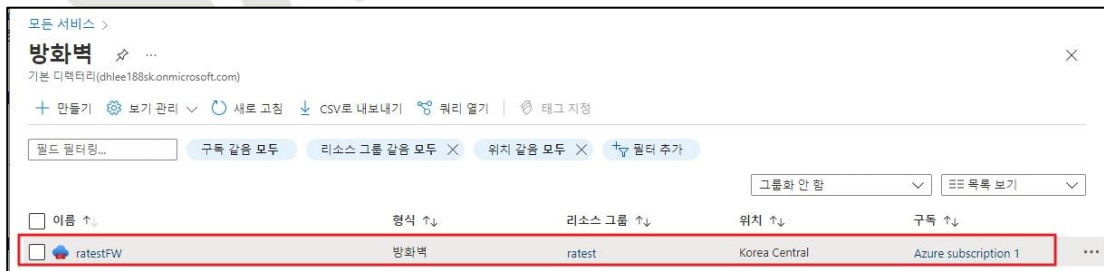 모든 서비스 >
방화벽 ...
기본 디렉터리(dhlee188sk.onmicrosoft.com)
+ 만들기 보기 관리 새로 고침 CSV로 내보내기 쿼리 열기 | 태그 지정
필드 필터링... 구독 같음 모두 리소스 그룹 같음 모두 위치 같음 모두 필터 추가
그룹화 안 함 목록 보기
이름 ↑↓ 형식 ↑↓ 리소스 그룹 ↑↓ 위치 ↑↓ 구독 ↑↓
ratestFW 방화벽 ratest Korea Central Azure subscription 1 ...